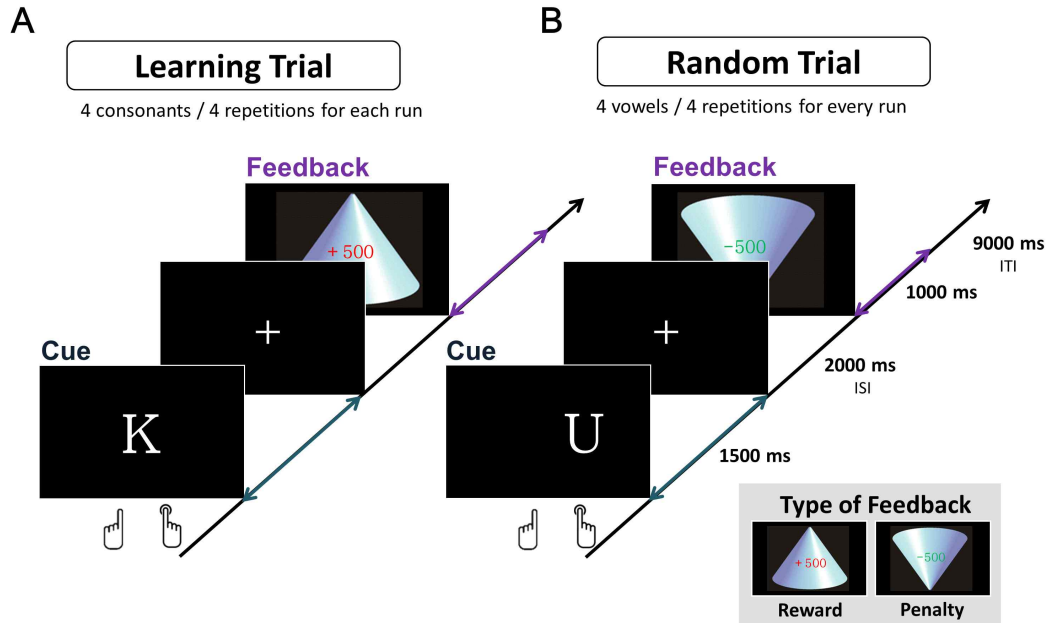 A
Learning Trial
4 consonants / 4 repetitions for each run
Feedback
+500
+
Cue
K
B
Random Trial
4 vowels / 4 repetitions for every run
Feedback
-500
+
Cue
U
9000 ms
ITI
1000 ms
2000 ms
ISI
1500 ms
Type of Feedback
+500
-500
Reward
Penalty